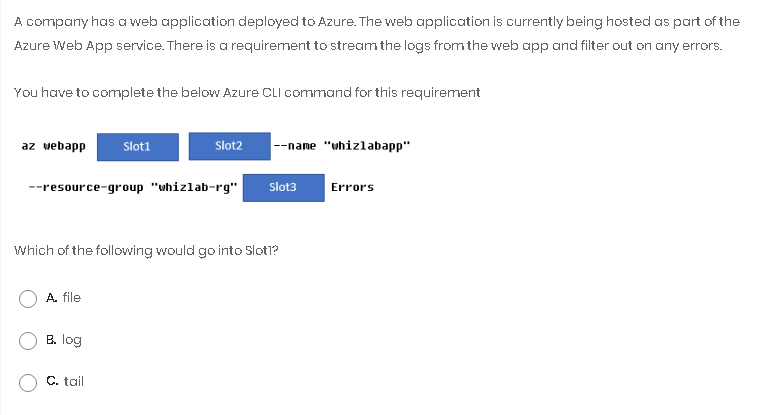 A company has a web application deployed to Azure. The web application is currently being hosted as part of the
Azure Web App service. There is a requirement to stream the logs from the web app and filter out on any errors.
You have to complete the below Azure CLI command for this requirement
az webapp Slot1 Slot2 --name "whizlabapp"
--resource-group "whizlab-rg" Slot3 Errors
Which of the following would go into Slot1?
A. file
B. log
C. tail